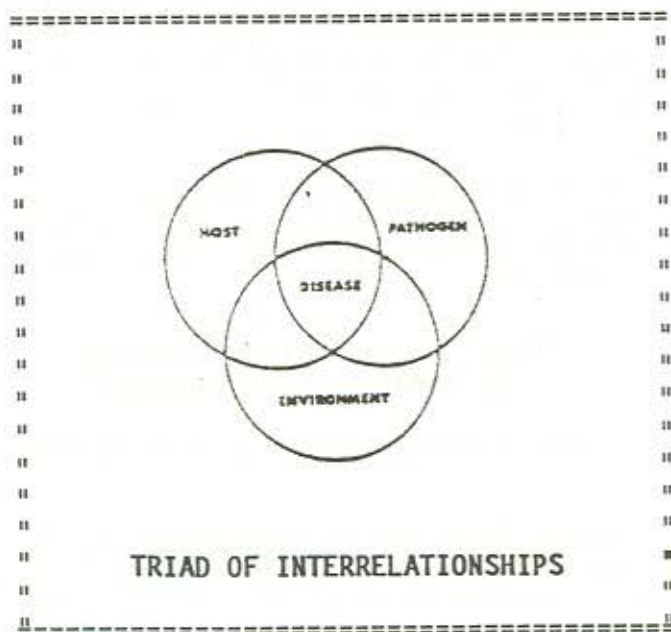 HOST
PATHOGEN
DISEASE
ENVIRONMENT
TRIAD OF INTERRELATIONSHIPS